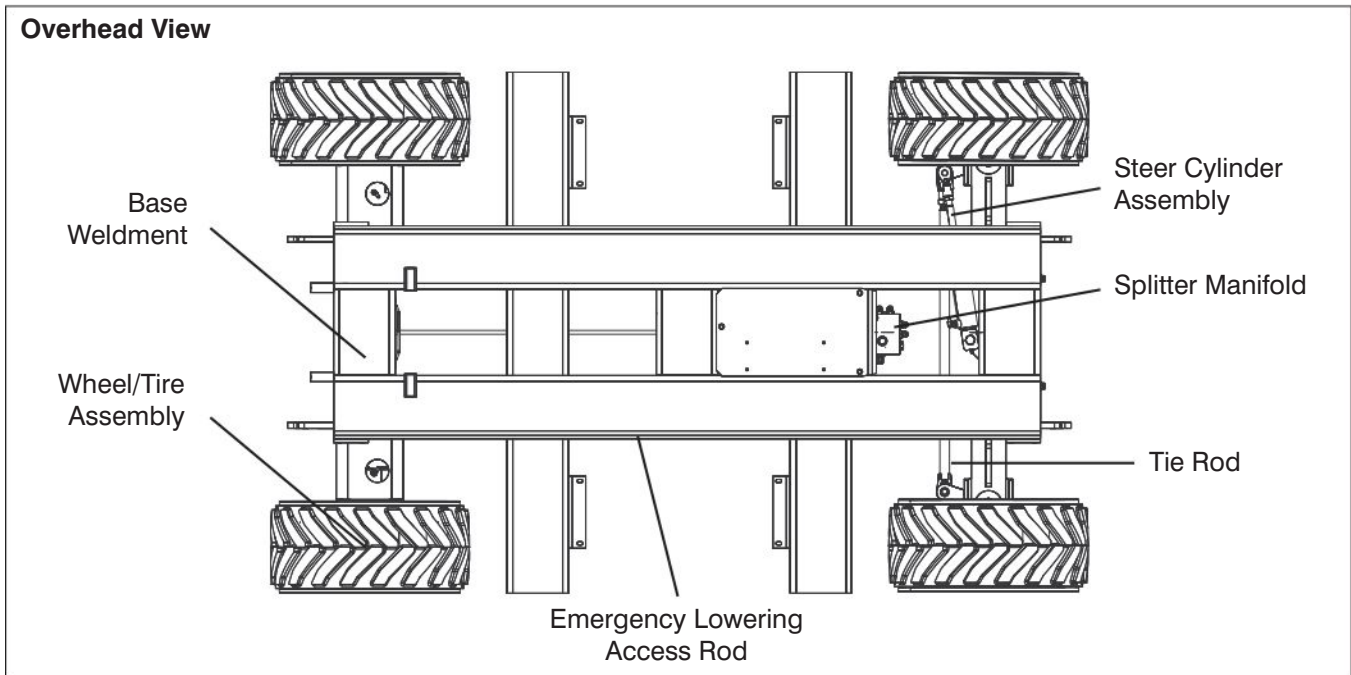 Overhead View
Base
Weldment
Wheel/Tire
Assembly
Steer Cylinder
Assembly
Splitter Manifold
Tie Rod
Emergency Lowering
Access Rod